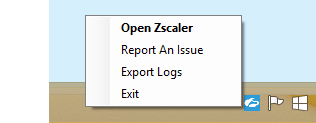 Open Zscaler
Report An Issue
Export Logs
Exit